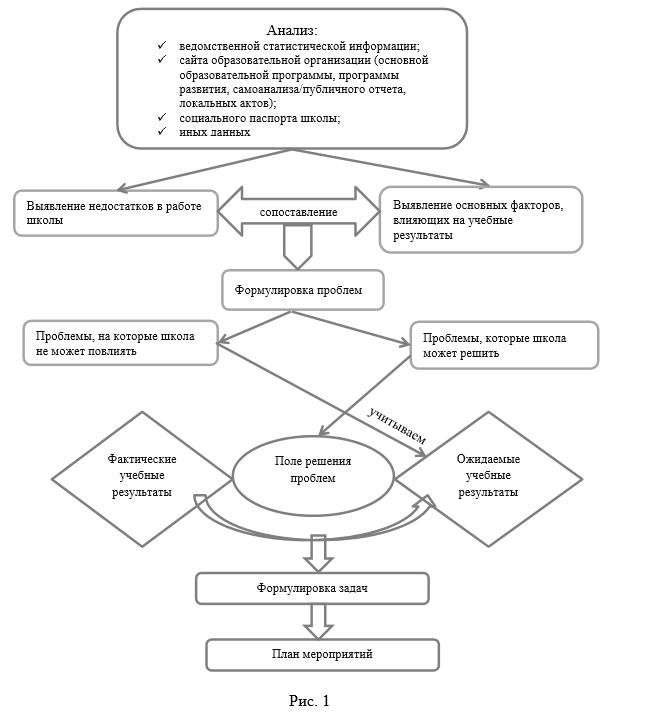 Анализ:
✓ ведомственной статистической информации;
✓ сайта образовательной организации (основной
образовательной программы, программы
развития, самоанализа/публичного отчета,
локальных актов);
✓ социального паспорта школы;
✓ иных данных
Выявление недостатков в работе
школы
сопоставление
Выявление основных факторов,
влияющих на учебные
результаты
Формулировка проблем
Проблемы, на которые школа
не может повлиять
Проблемы, которые школа
может решить
учитываем
Фактические
учебные
результаты
Поле решения
проблем
Ожидаемые
учебные
результаты
Формулировка задач
План мероприятий
Рис. 1